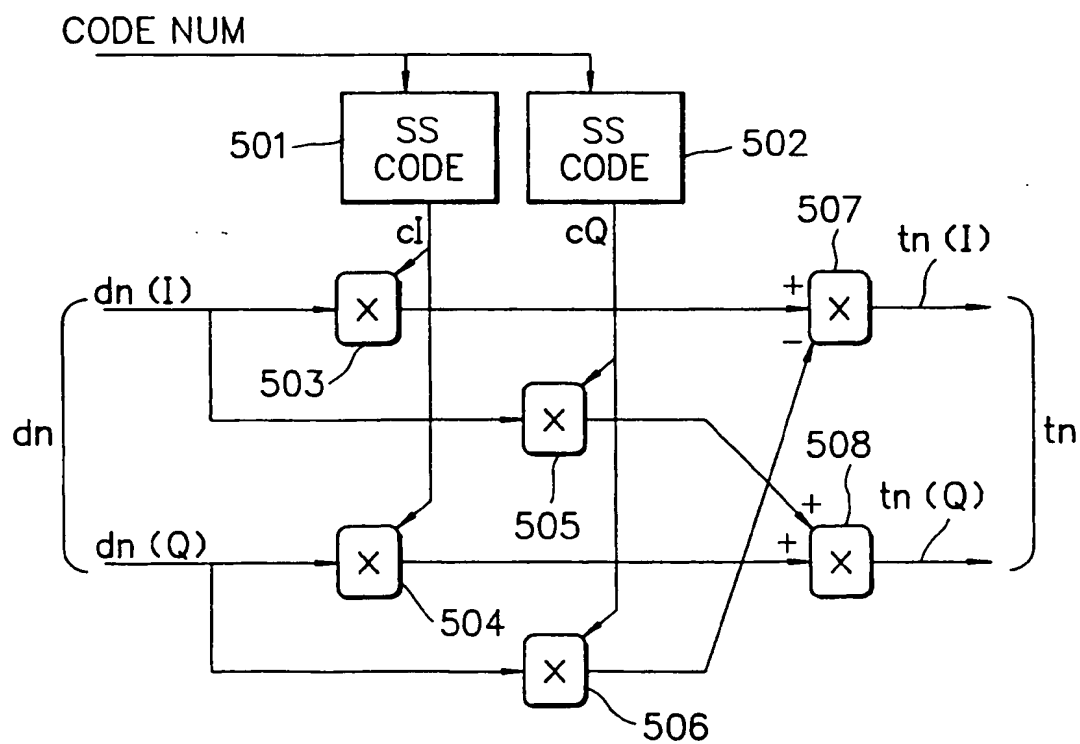 CODE NUM
501
SS
CODE
SS
CODE
502
cI
cQ
507
tn (I)
dn (I)
×
+
×
−
503
dn
×
505
508
tn
tn (Q)
+
+
dn (Q)
×
×
504
×
506